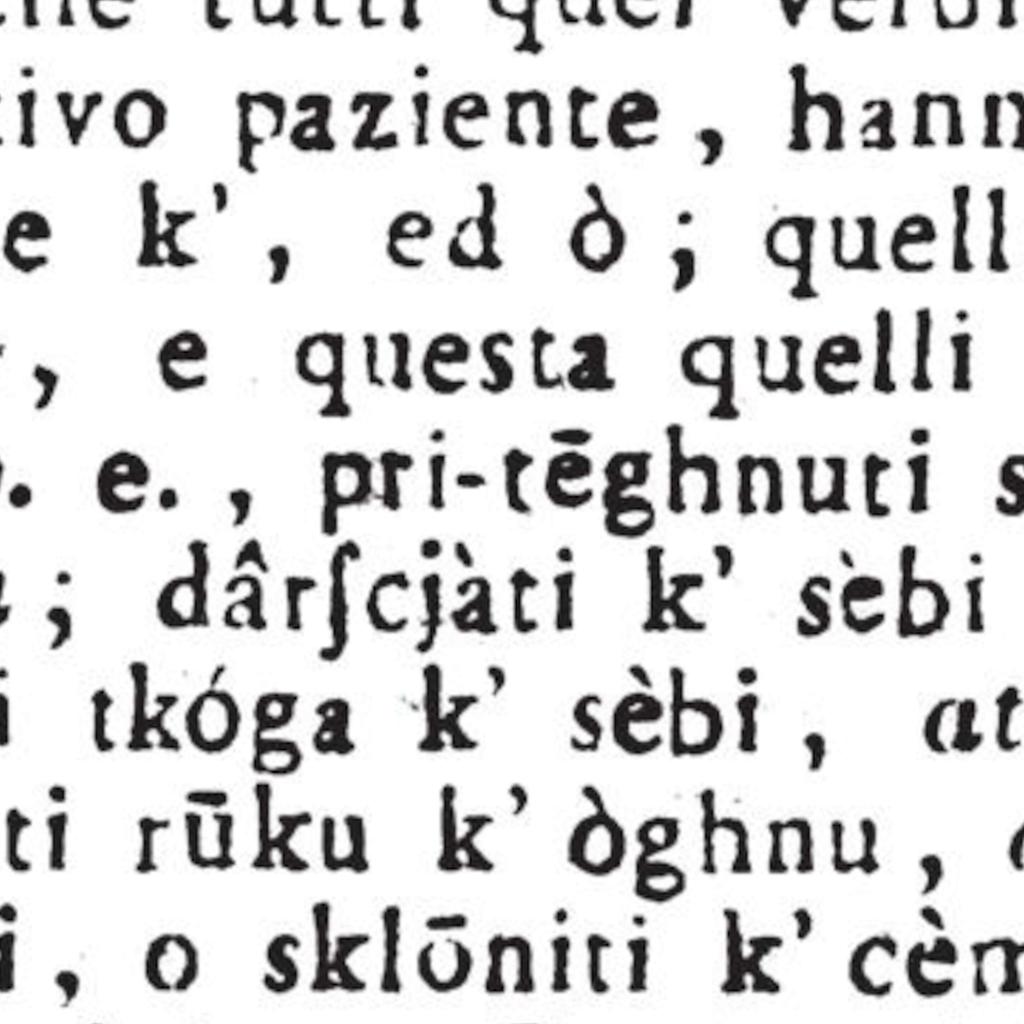 che tutti quei verbi
tivo paziente, hann
e k', ed ò; quell
, e questa quelli
p. e., pri-tēghnuti s
; dârſcjàti k' sèbi
i tkóga k' sèbi, at
ti rūku k' òghnu,
i, o sklōniti k' cèm